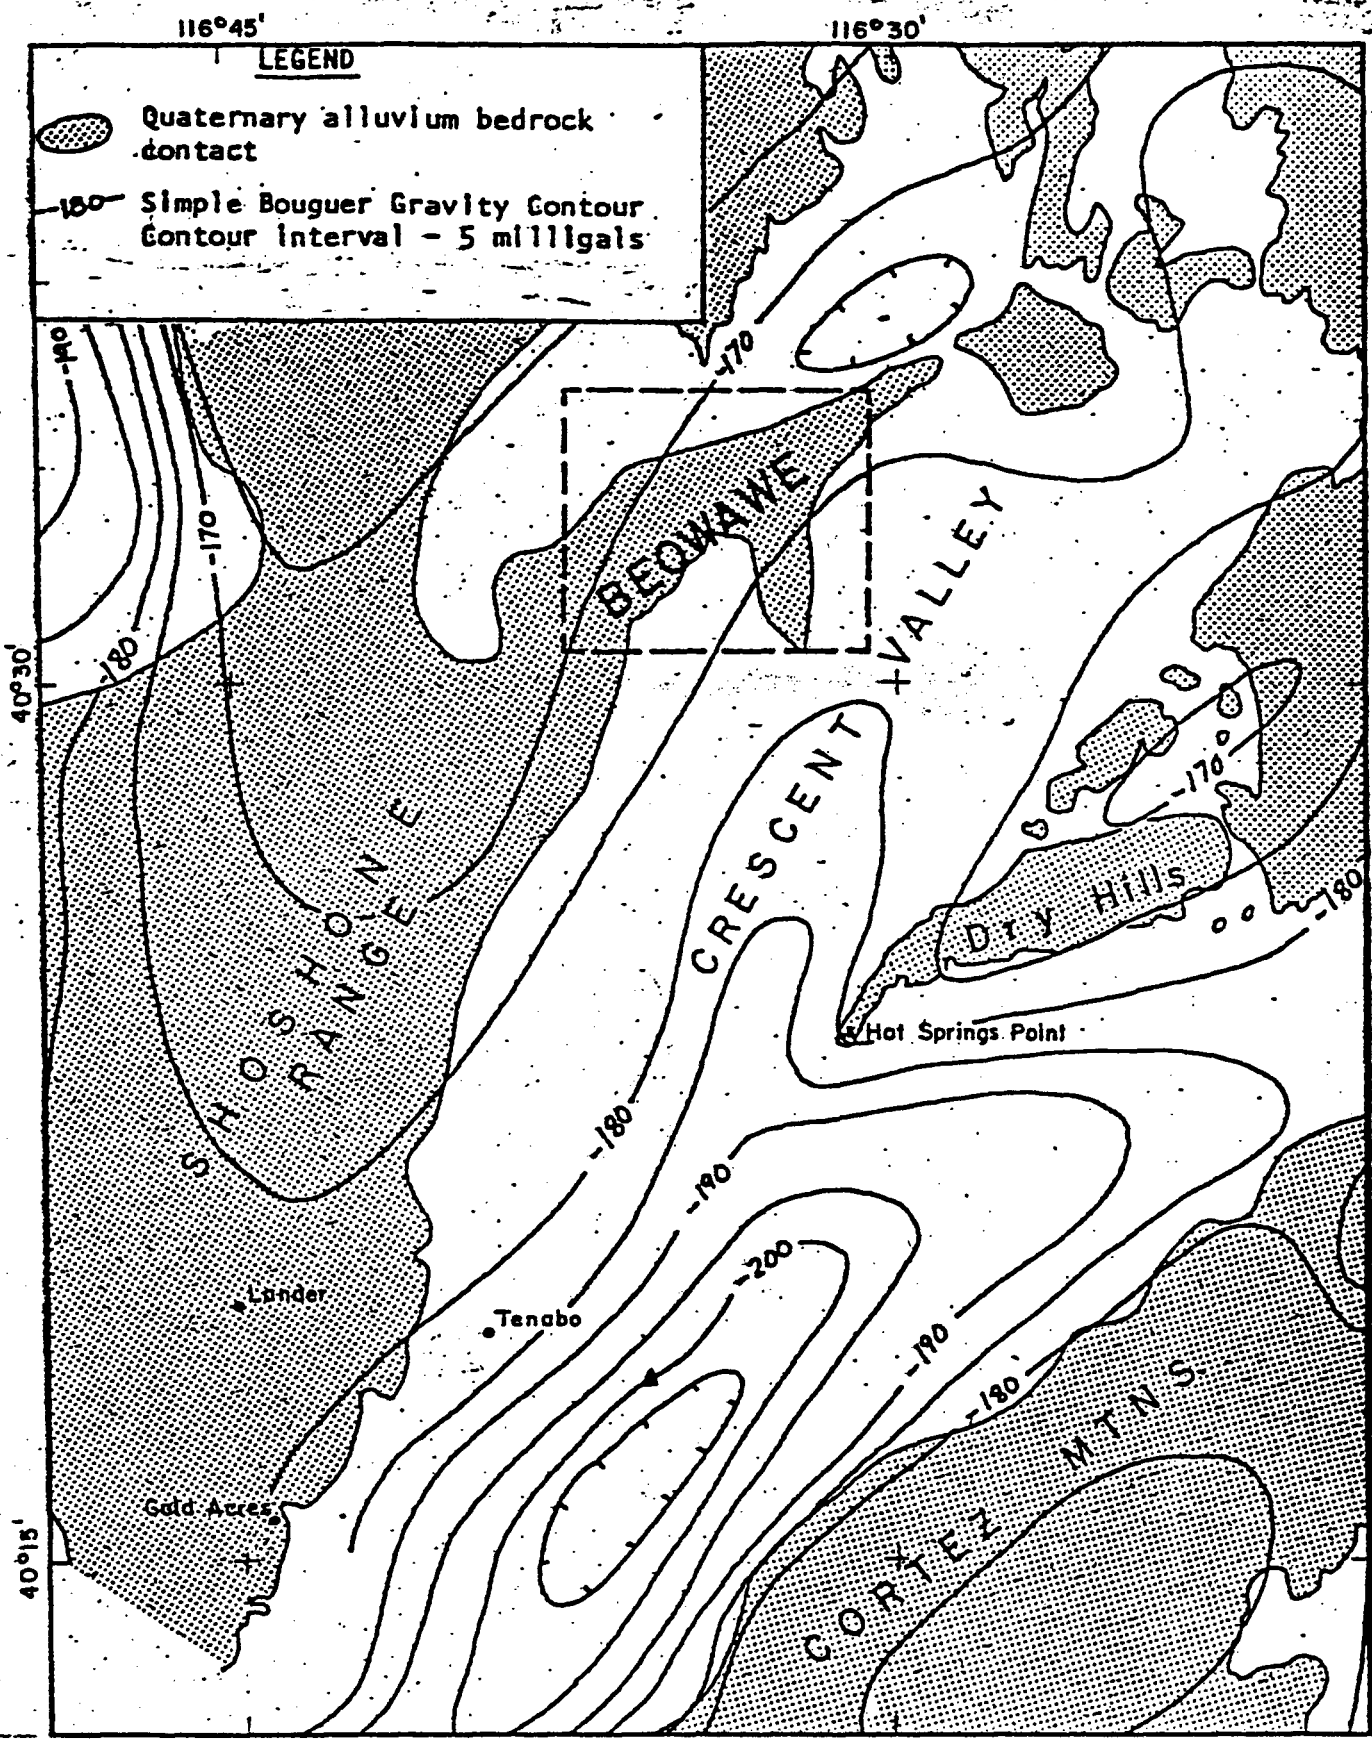 116°45'
116°30'
LEGEND
Quaternary alluvium bedrock
contact
-180- Simple Bouguer Gravity Contour
Contour interval - 5 milligals
-190
-170
-170
BEOWAWE
VALLEY
-180
40°30'
CRESCENT
-170
SHOSHONE
RANGE
Dry Hills
-180
Hot Springs Point
-180
-190
-200
Lander
Tenabo
-190
-180
CORTEZ MTNS
Gold Acres
40°15'